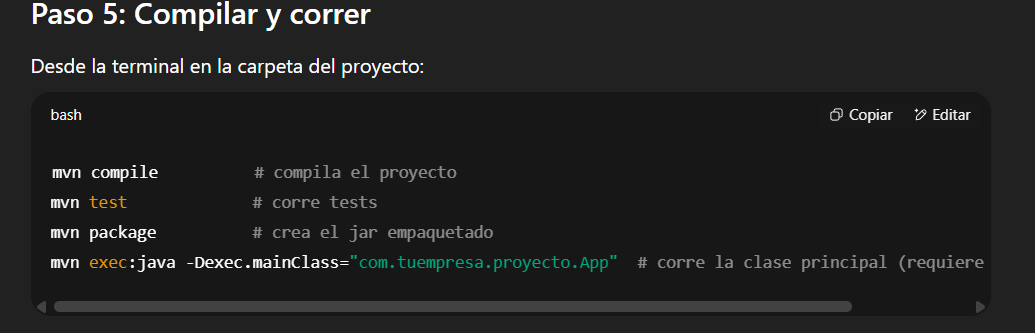 Paso 5: Compilar y correr
Desde la terminal en la carpeta del proyecto:
bash
Copiar
Editar
mvn compile # compila el proyecto
mvn test # corre tests
mvn package # crea el jar empaquetado
mvn exec:java -Dexec.mainClass="com.tuempresa.proyecto.App" # corre la clase principal (requiere